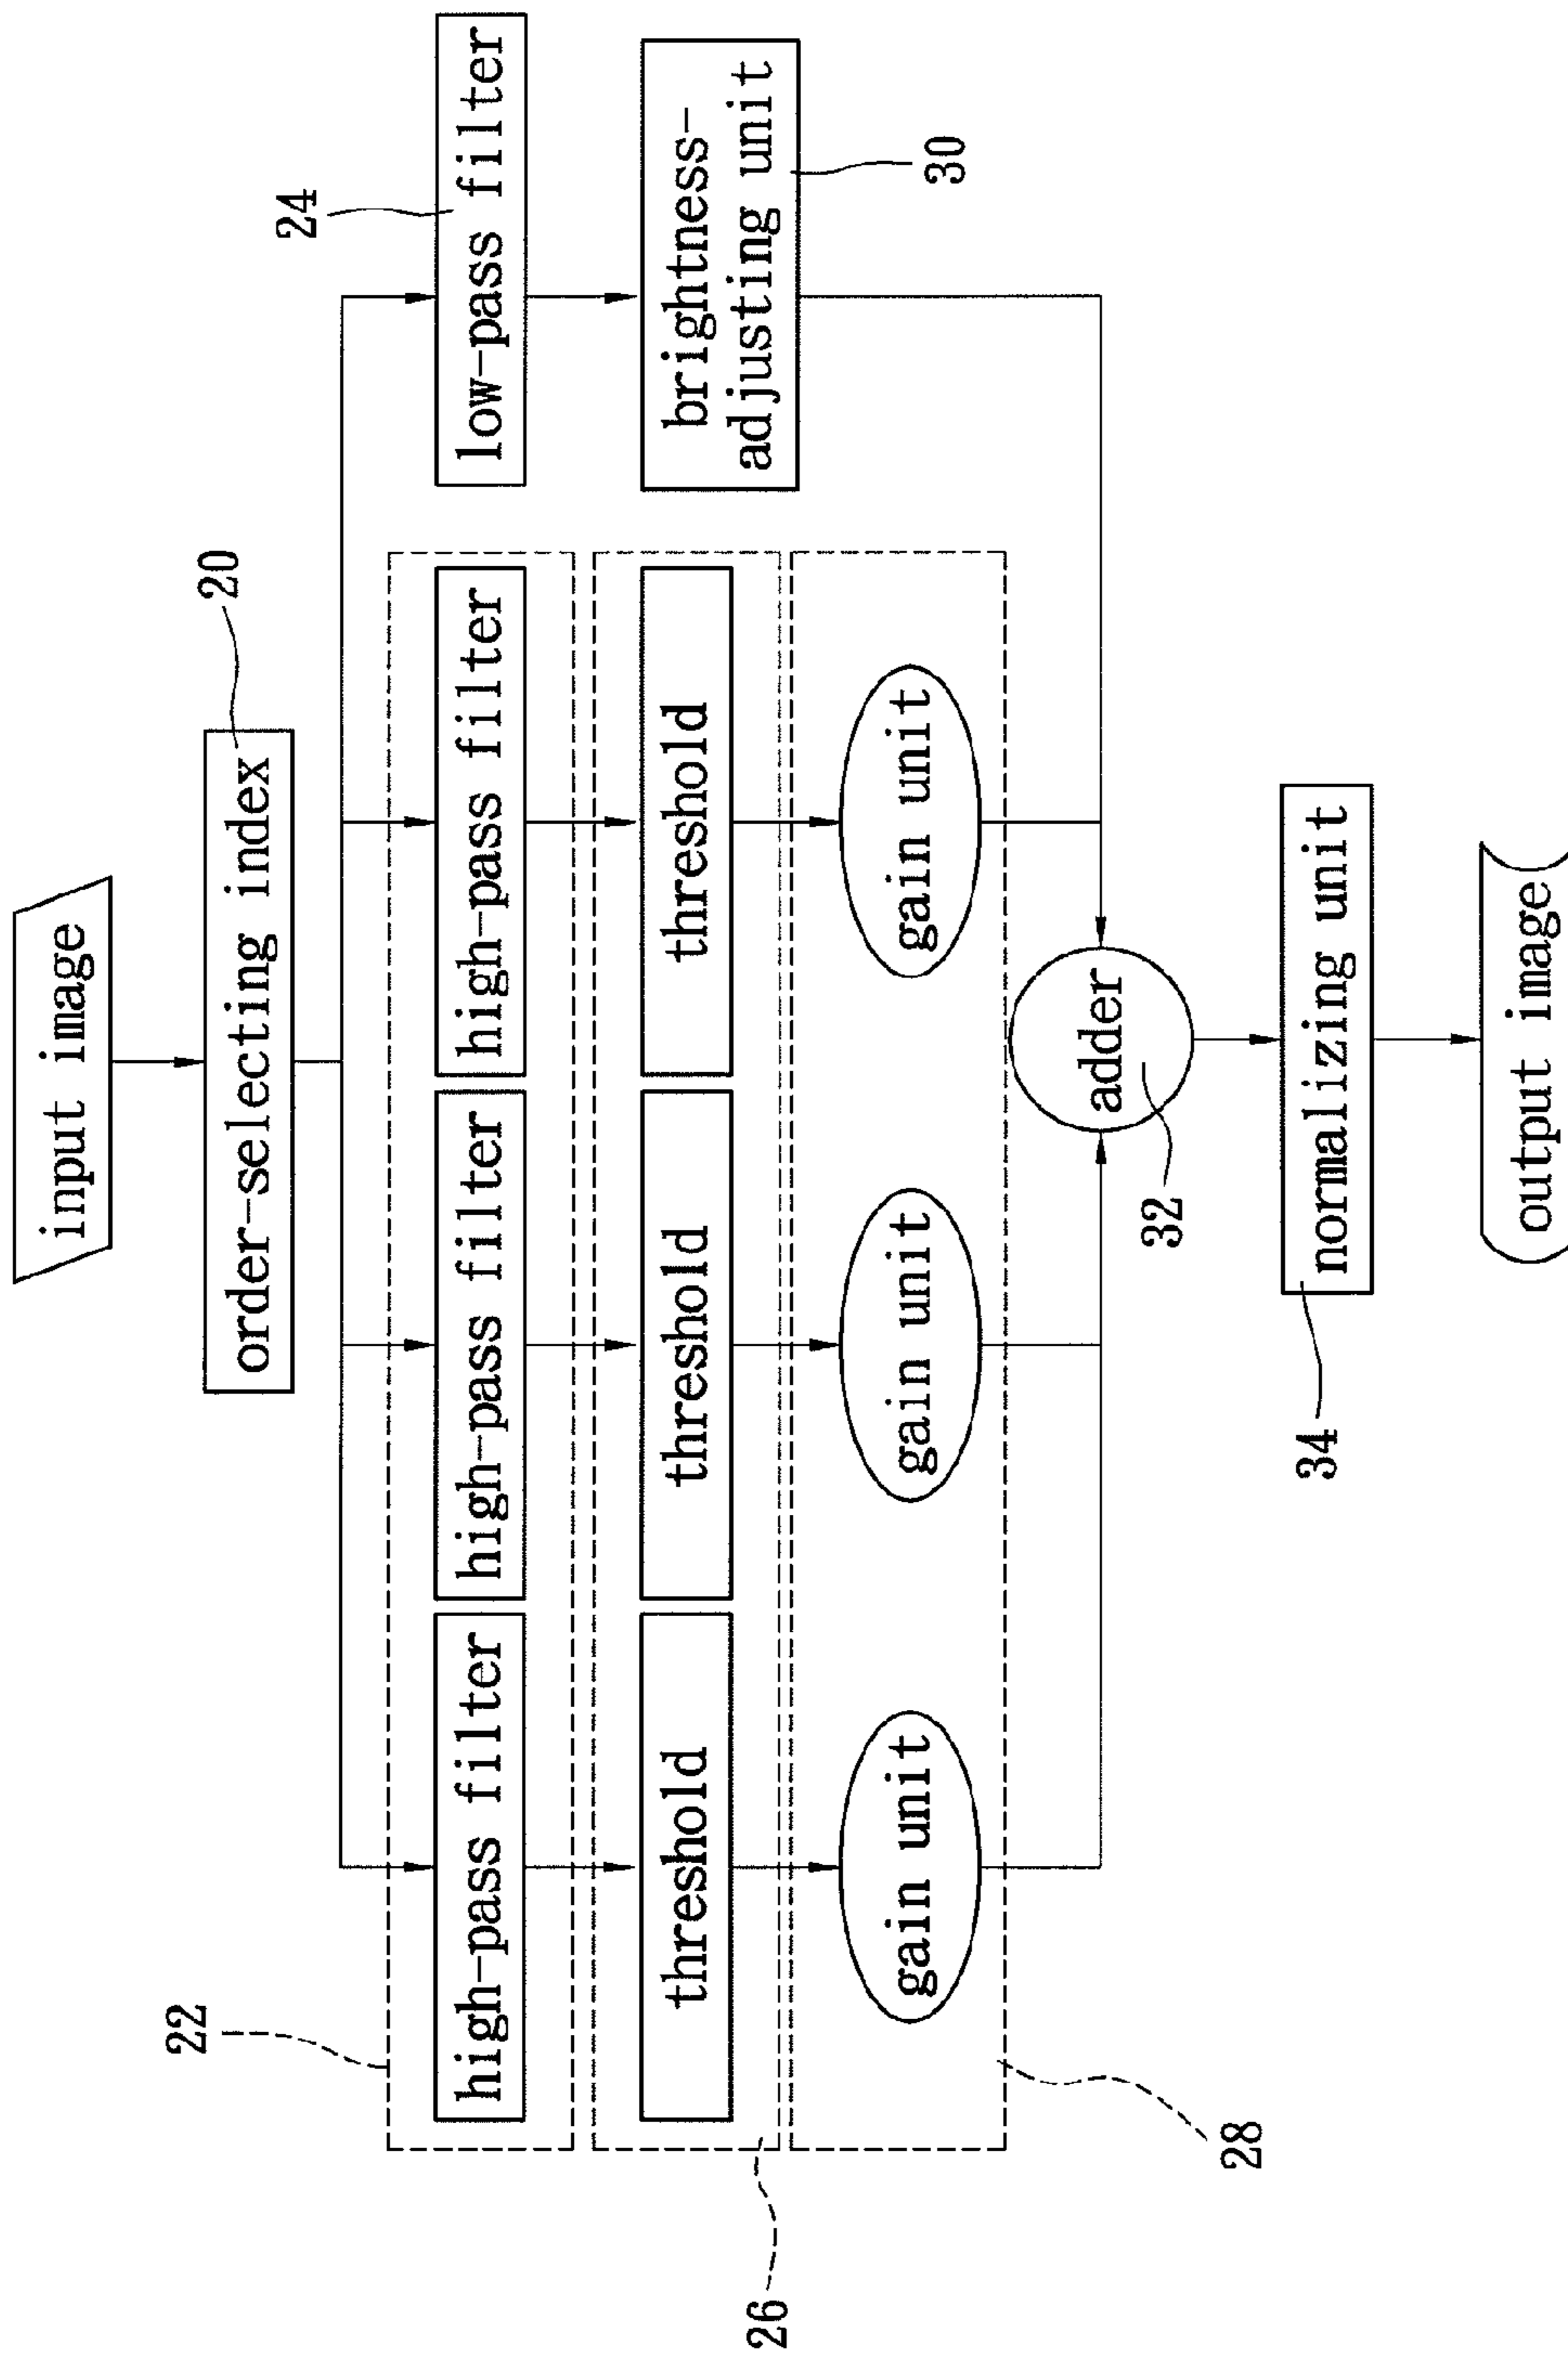 input image
order-selecting index
20
22
24
high-pass filter
high-pass filter
high-pass filter
low-pass filter
threshold
threshold
threshold
brightness-
adjusting unit
26
30
gain unit
gain unit
gain unit
28
adder
32
normalizing unit
34
output image